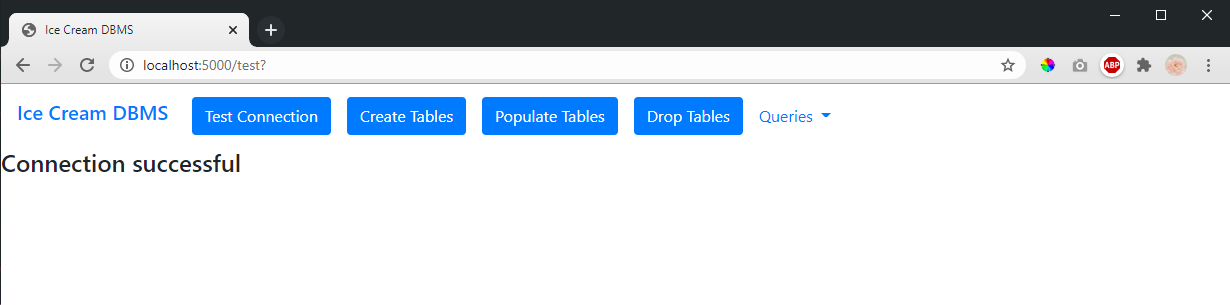 Ice Cream DBMS
localhost:5000/test?
ABP
Ice Cream DBMS Test Connection Create Tables Populate Tables Drop Tables Queries
Connection successful